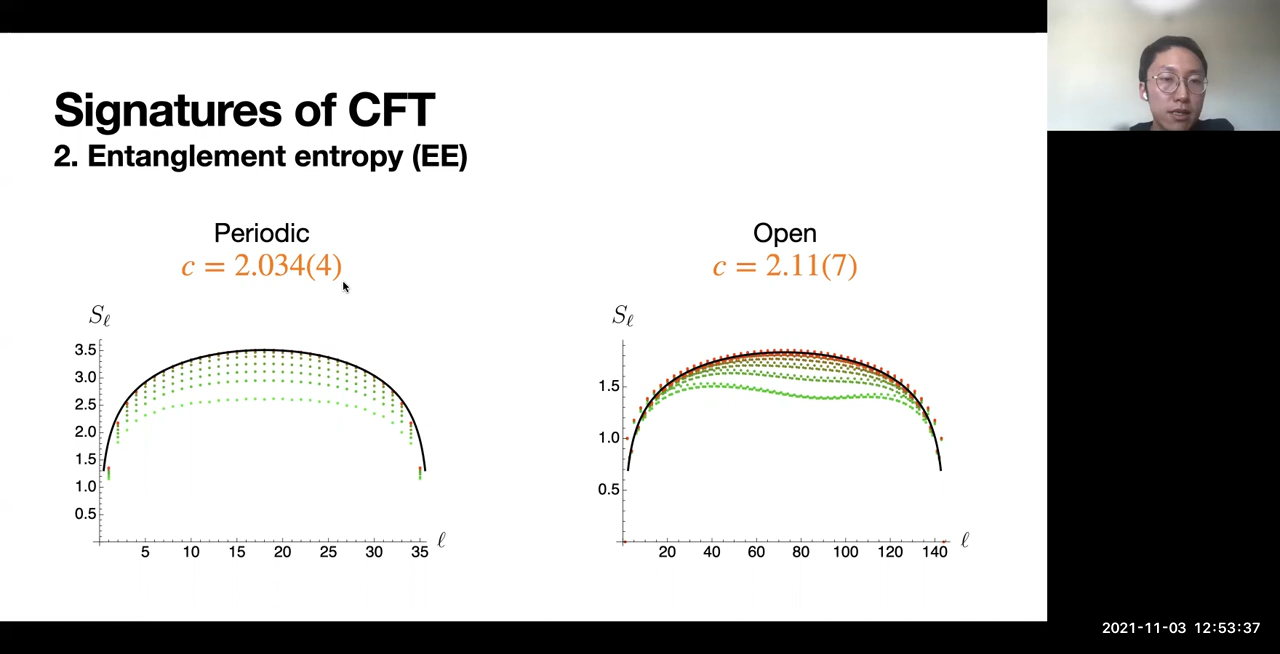 Signatures of CFT
2. Entanglement entropy (EE)
Periodic
c = 2.034(4)
Sℓ
3.5
3.0
2.5
2.0
1.5
1.0
0.5
5 10 15 20 25 30 35 ℓ
Open
c = 2.11(7)
Sℓ
1.5
1.0
0.5
20 40 60 80 100 120 140 ℓ
2021-11-03 12:53:37